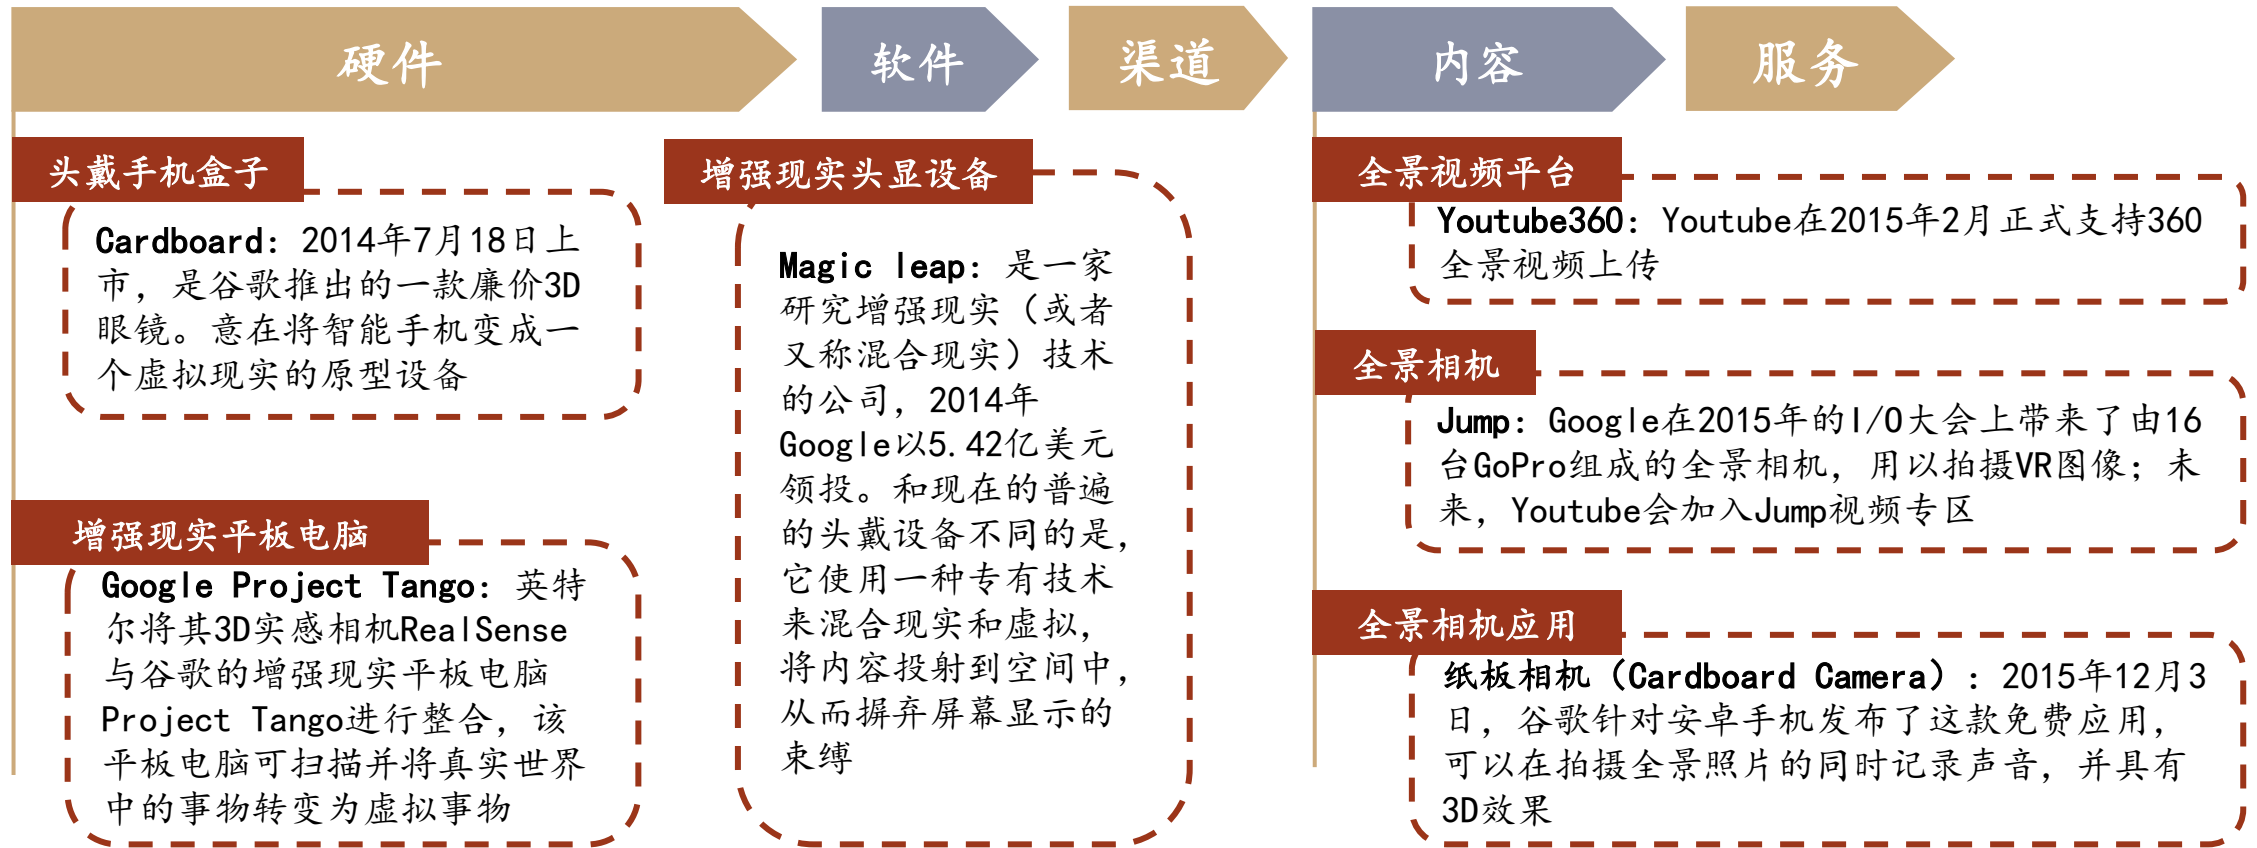 硬件
软件
渠道
内容
服务
头戴手机盒子
Cardboard：2014年7月18日上
市，是谷歌推出的一款廉价3D
眼镜。意在将智能手机变成一
个虚拟现实的原型设备
增强现实平板电脑
Google Project Tango：英特
尔将其3D实感相机RealSense
与谷歌的增强现实平板电脑
Project Tango进行整合，该
平板电脑可扫描并将真实世界
中的事物转变为虚拟事物
增强现实头显设备
Magic leap：是一家
研究增强现实（或者
又称混合现实）技术
的公司，2014年
Google以5.42亿美元
领投。和现在的普遍
的头戴设备不同的是，
它使用一种专有技术
来混合现实和虚拟，
将内容投射到空间中，
从而摒弃屏幕显示的
束缚
全景视频平台
Youtube360：Youtube在2015年2月正式支持360
全景视频上传
全景相机
Jump：Google在2015年的I/O大会上带来了由16
台GoPro组成的全景相机，用以拍摄VR图像；未
来，Youtube会加入Jump视频专区
全景相机应用
纸板相机（Cardboard Camera）：2015年12月3
日，谷歌针对安卓手机发布了这款免费应用，
可以在拍摄全景照片的同时记录声音，并具有
3D效果